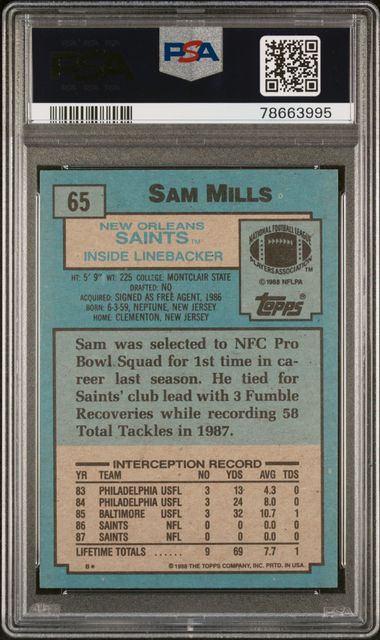 PSA
PSA
78663995
65
SAM MILLS
NEW ORLEANS
SAINTS™
INSIDE LINEBACKER
NATIONAL FOOTBALL LEAGUE
PLAYERS ASSOCIATION
™
©1988 NFLPA
HT: 5' 9" WT: 225 COLLEGE: MONTCLAIR STATE
DRAFTED: NO
ACQUIRED: SIGNED AS FREE AGENT, 1986
BORN: 6-3-59, NEPTUNE, NEW JERSEY
HOME: CLEMENTON, NEW JERSEY
topps®
Sam was selected to NFC Pro
Bowl Squad for 1st time in ca-
reer last season. He tied for
Saints' club lead with 3 Fumble
Recoveries while recording 58
Total Tackles in 1987.
INTERCEPTION RECORD
YR TEAM NO YDS AVG TDS
83 PHILADELPHIA USFL 3 13 4.3 0
84 PHILADELPHIA USFL 3 24 8.0 0
85 BALTIMORE USFL 3 32 10.7 1
86 SAINTS NFL 0 0 0.0 0
87 SAINTS NFL 0 0 0.0 0
LIFETIME TOTALS ...... 9 69 7.7 1
B* ©1988 THE TOPPS COMPANY, INC. PRTD. IN U.S.A.